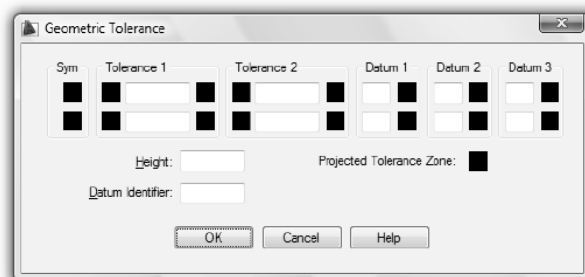 Geometric Tolerance
Sym Tolerance 1 Tolerance 2 Datum 1 Datum 2 Datum 3
Height: Projected Tolerance Zone:
Datum Identifier:
OK Cancel Help